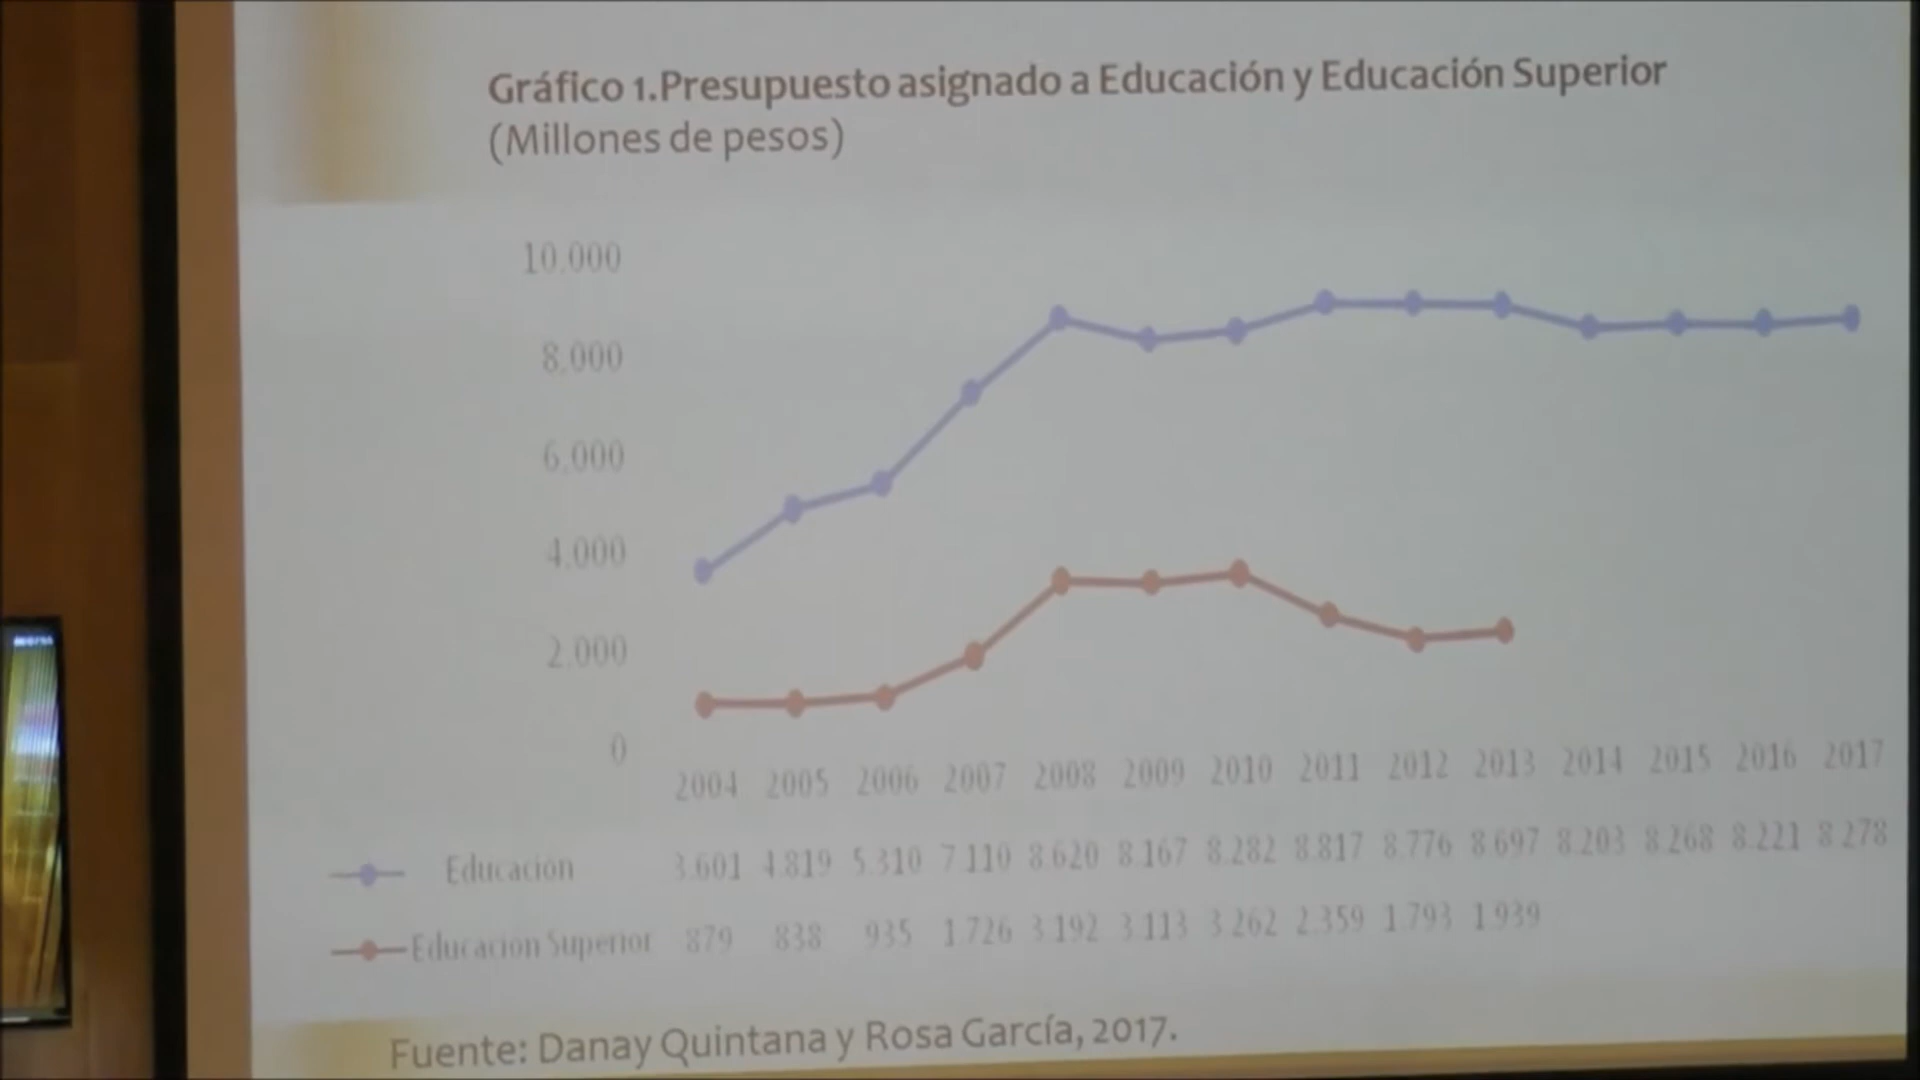 Gráfico 1.Presupuesto asignado a Educación y Educación Superior
(Millones de pesos)
10.000
8.000
6.000
4.000
2.000
0
2004 2005 2006 2007 2008 2009 2010 2011 2012 2013 2014 2015 2016 2017
Educacion 3.601 4.819 5.310 7.110 8.620 8.167 8.282 8.817 8.776 8.697 8.203 8.268 8.221 8.278
Educacion Superior 879 838 935 1.726 3.192 3.113 3.262 2.359 1.793 1.939
Fuente: Danay Quintana y Rosa García, 2017.